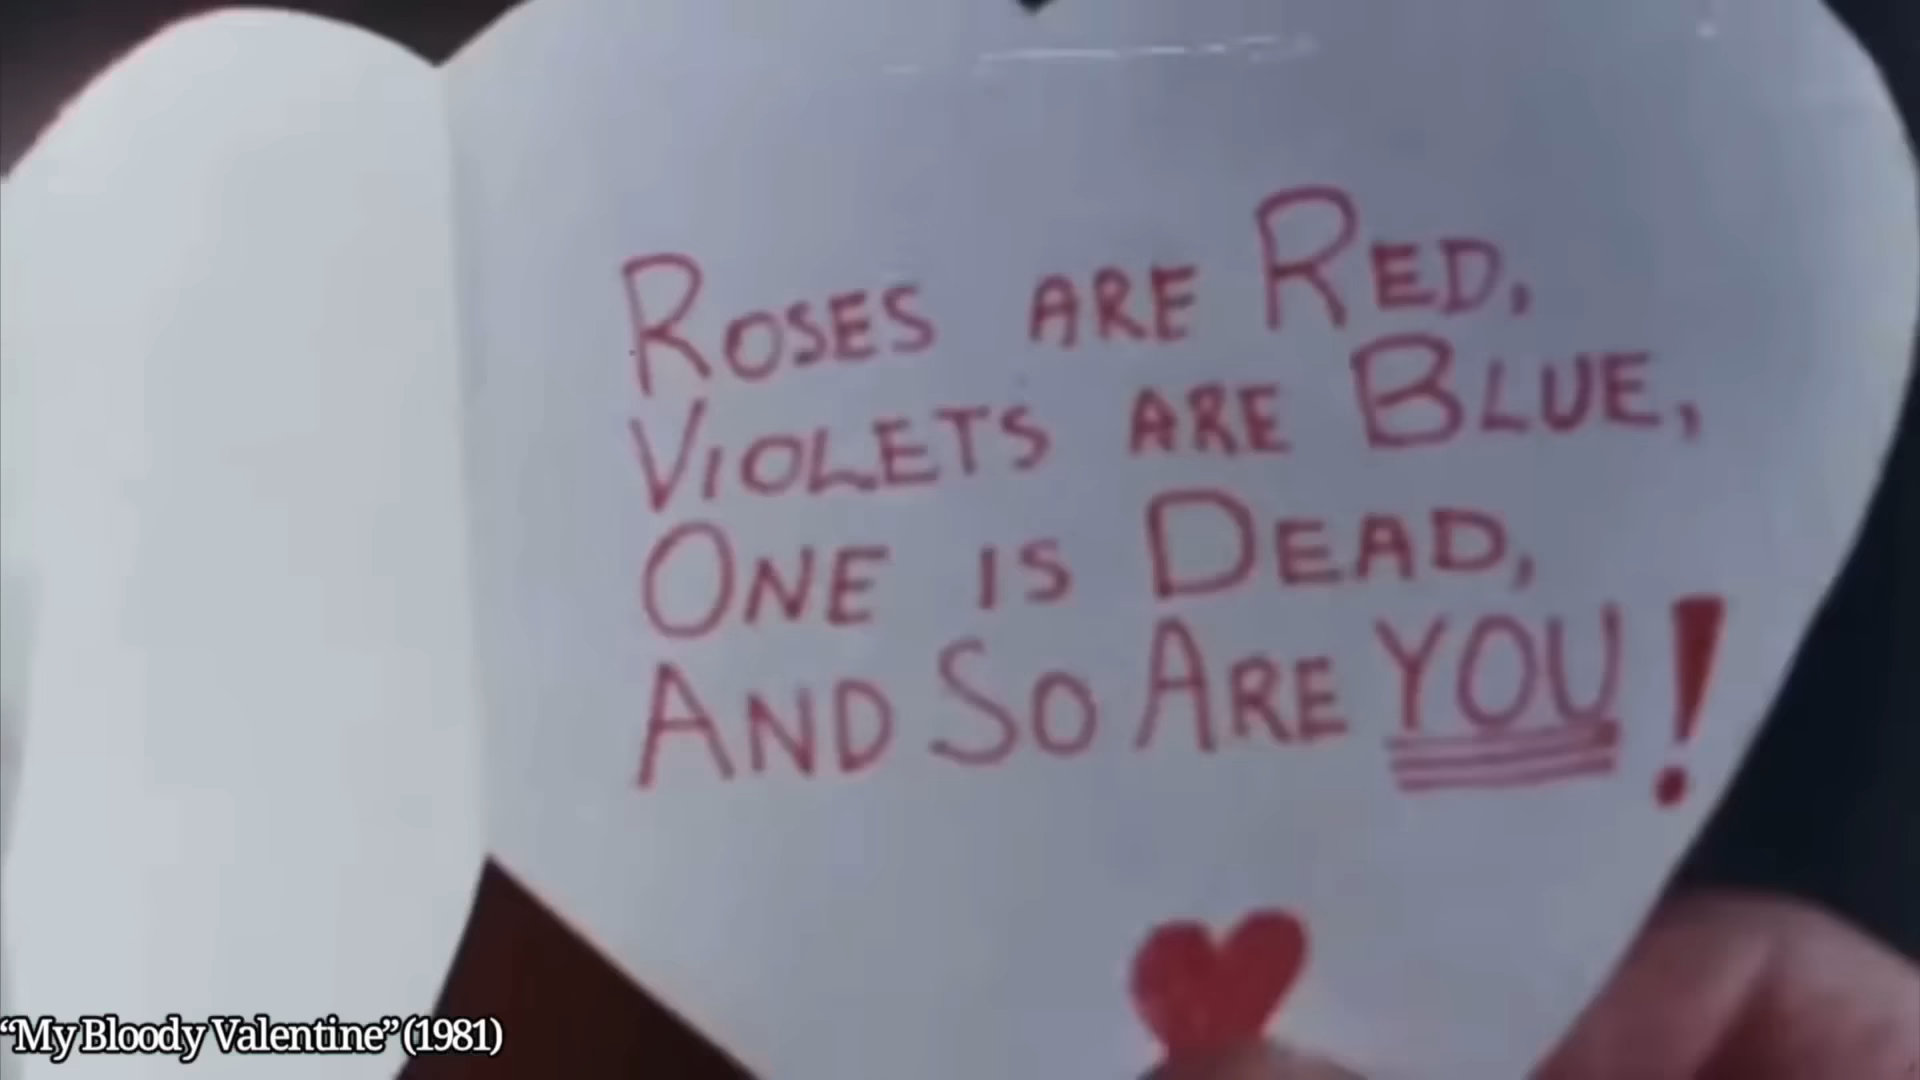 ROSES ARE RED,
VIOLETS ARE BLUE,
ONE IS DEAD,
AND SO ARE YOU!
“My Bloody Valentine” (1981)